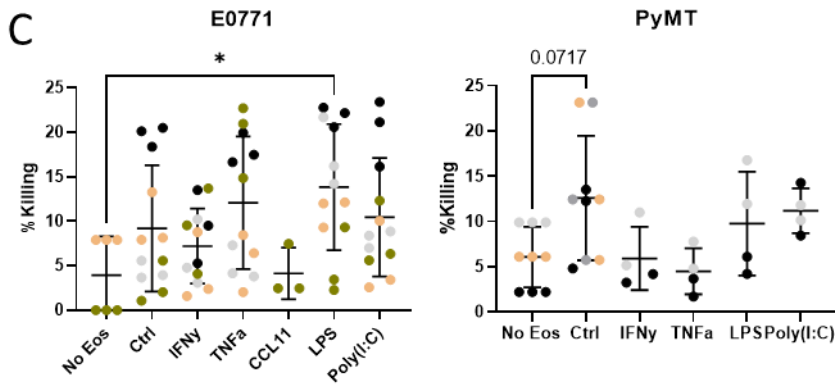 C
E0771
*
% Killing
25
20
15
10
5
0
No Eos
Ctrl
IFNy
TNFa
CCL11
LPS
Poly(I:C)
PyMT
0.0717
%Killing
25
20
15
10
5
0
No Eos
Ctrl
IFNy
TNFa
LPS
Poly(I:C)